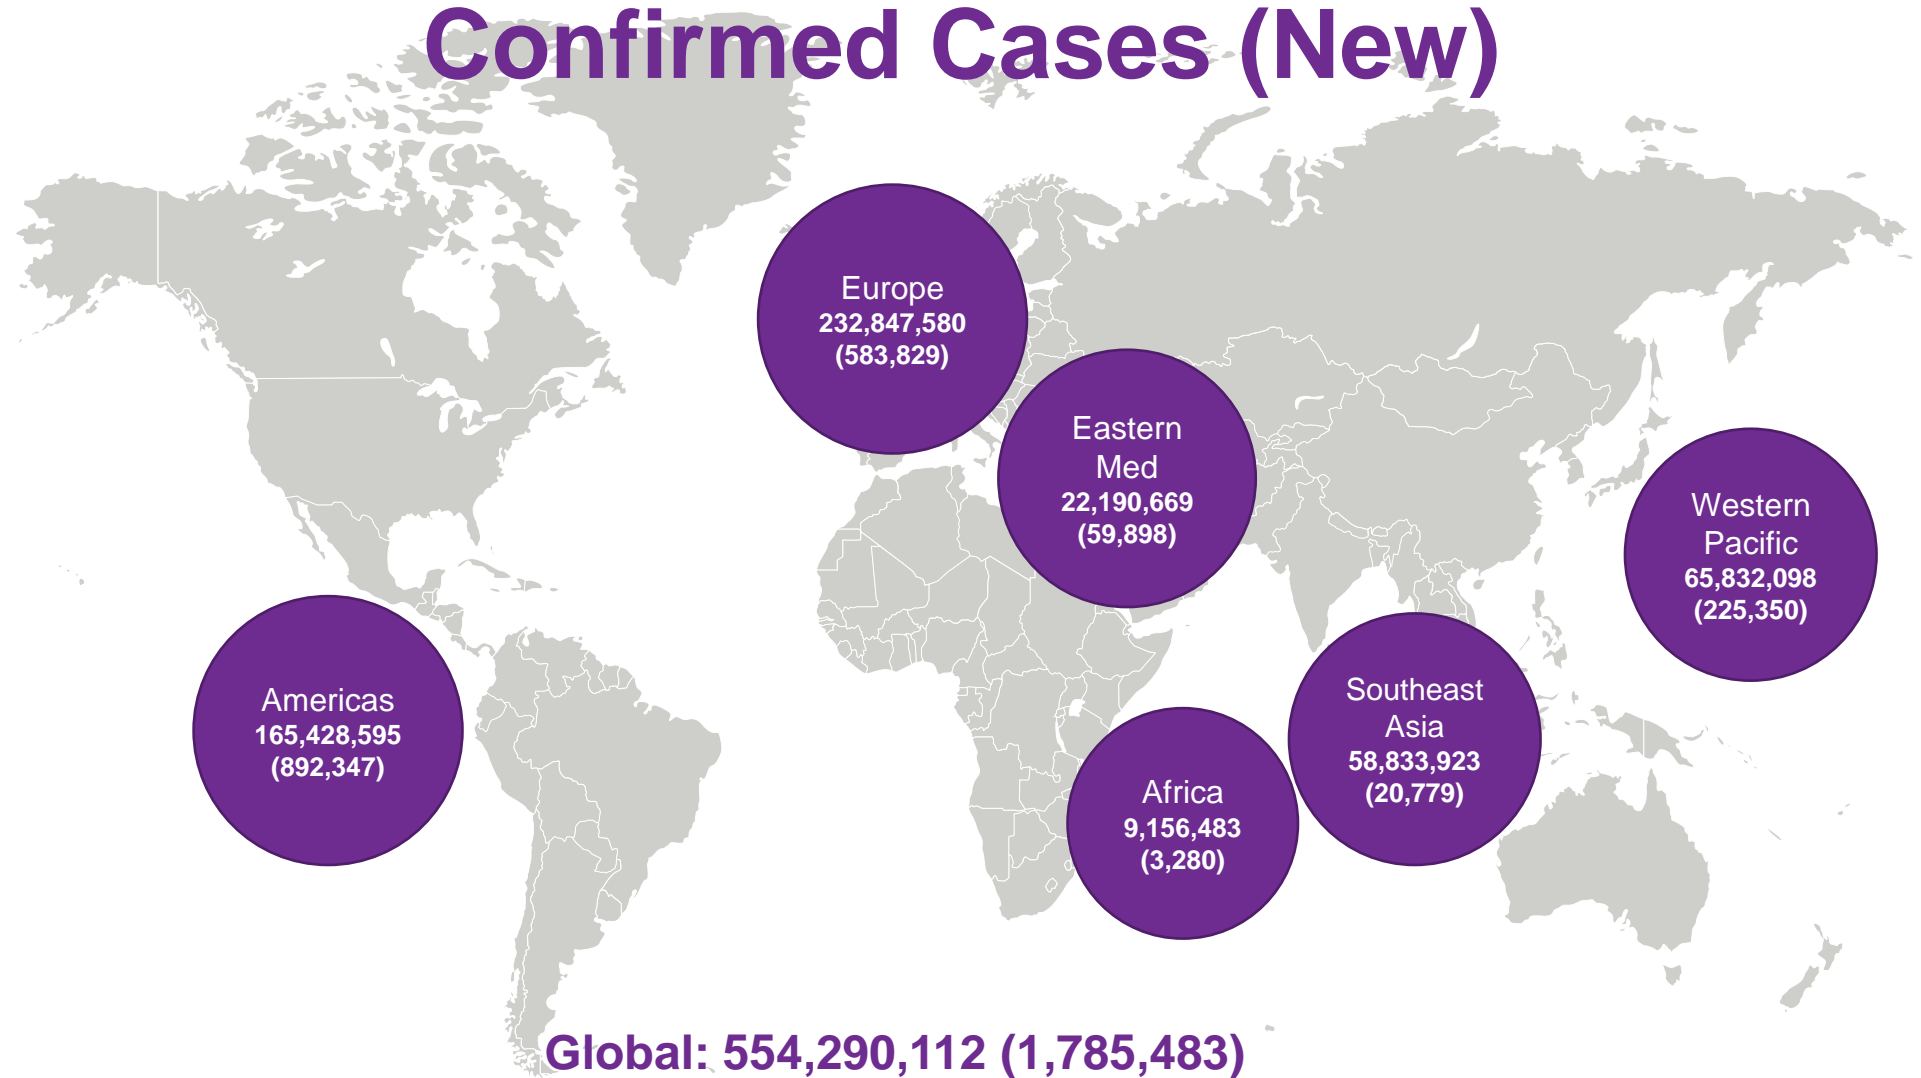 Confirmed Cases (New)
Europe
232,847,580
(583,829)
Eastern
Med
22,190,669
(59,898)
Western
Pacific
65,832,098
(225,350)
Americas
165,428,595
(892,347)
Southeast
Asia
58,833,923
(20,779)
Africa
9,156,483
(3,280)
Global: 554,290,112 (1,785,483)